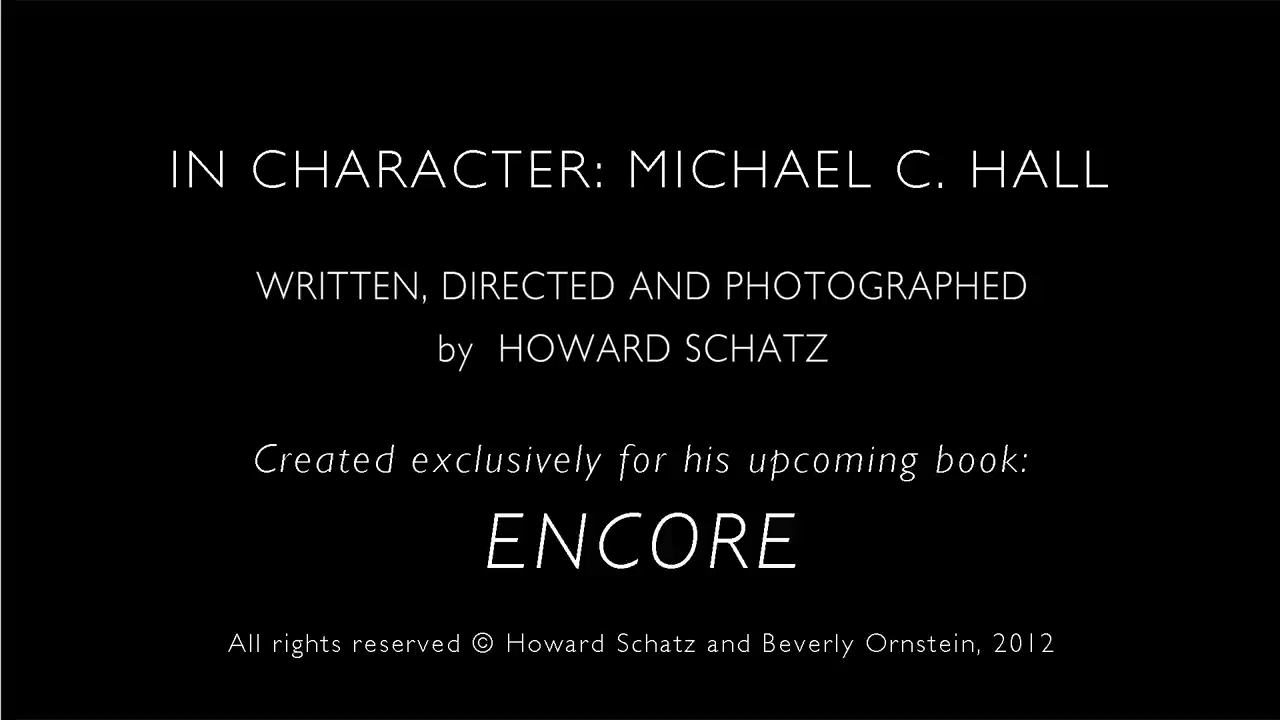 IN CHARACTER: MICHAEL C. HALL
WRITTEN, DIRECTED AND PHOTOGRAPHED
by HOWARD SCHATZ
Created exclusively for his upcoming book:
ENCORE
All rights reserved © Howard Schatz and Beverly Ornstein, 2012